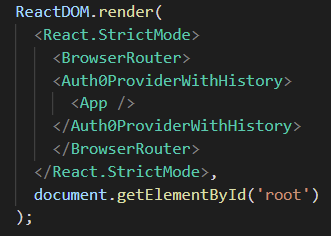 ReactDOM.render(
<React.StrictMode>
<BrowserRouter>
<Auth0ProviderWithHistory>
<App />
</Auth0ProviderWithHistory>
</BrowserRouter>
</React.StrictMode>,
document.getElementById('root')
);